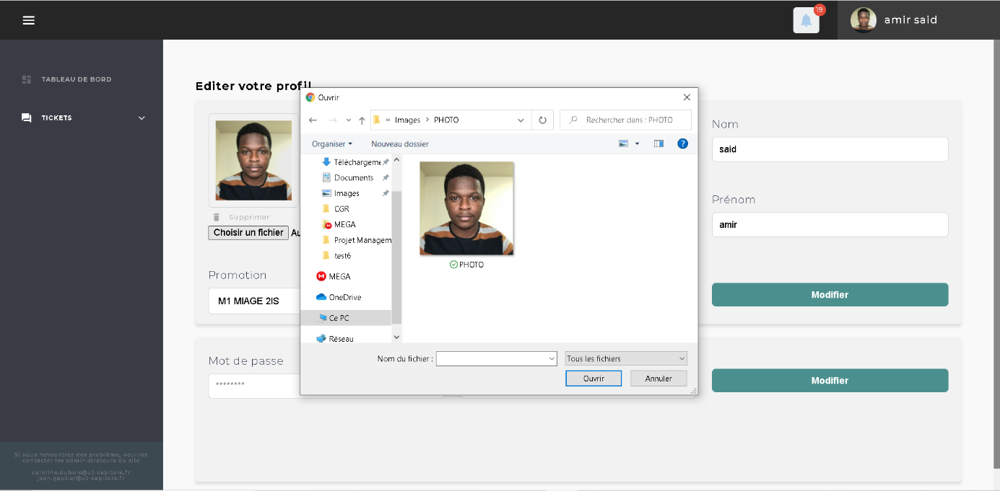 19
amir said
TABLEAU DE BORD
TICKETS
Editer votre profil
Supprimer
Choisir un fichier Au
Promotion
M1 MIAGE 2IS
Nom
said
Prénom
amir
Modifier
Mot de passe
********
Modifier
Ouvrir
« Images > PHOTO
Rechercher dans : PHOTO
Organiser
Nouveau dossier
?
Téléchargeme
Documents
Images
CGR
MEGA
Projet Managem
test6
M MEGA
OneDrive
Ce PC
Réseau
PHOTO
Nom du fichier :
Tous les fichiers
Ouvrir
Annuler
Si vous rencontrez des problème, veuillez
contacter les administrateurs du site
caroline.dubois@ut-capitole.fr
jean.gautier@ut-capitole.fr